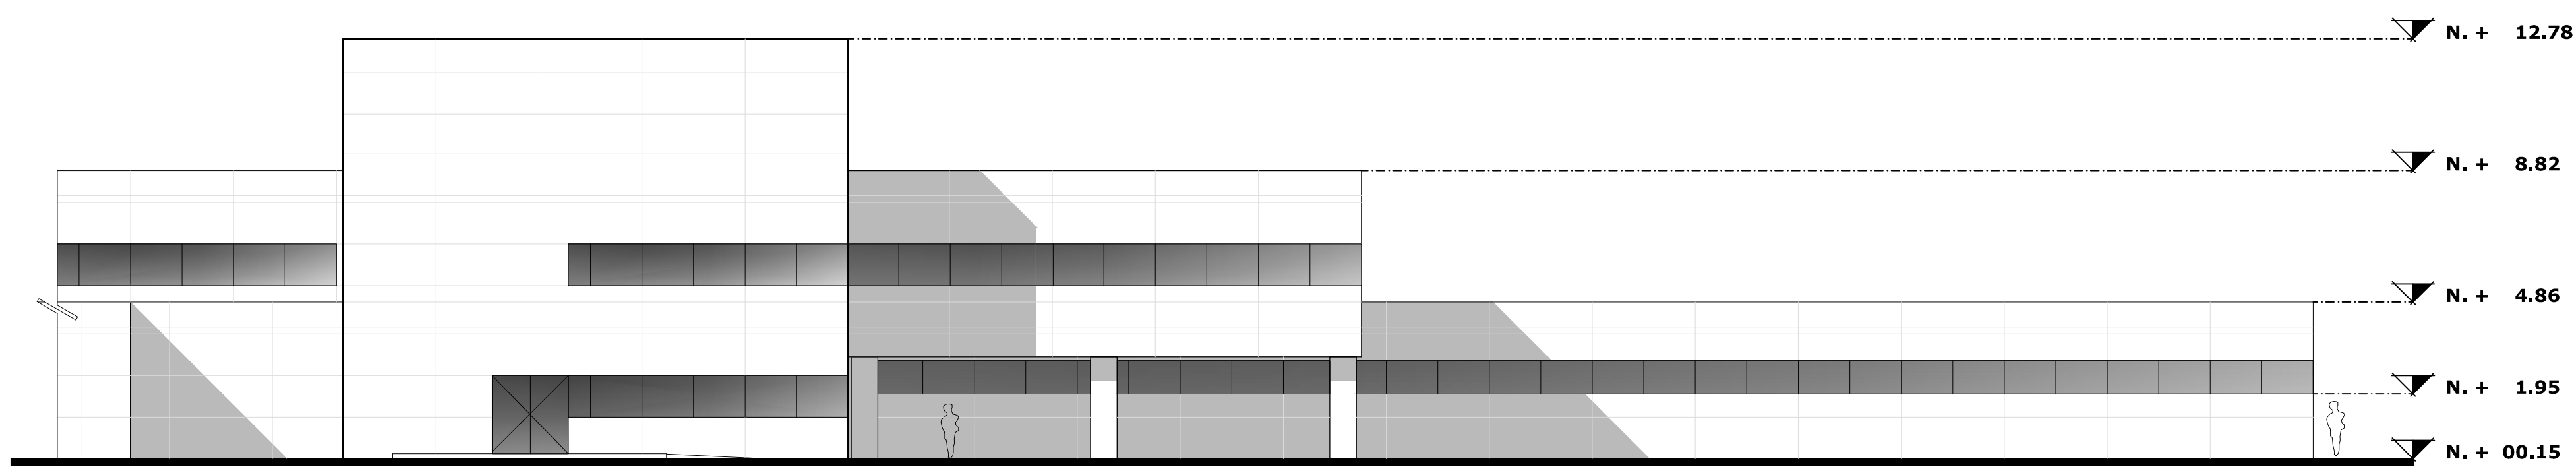 N. + 12.78
N. + 8.82
N. + 4.86
N. + 1.95
N. + 00.15